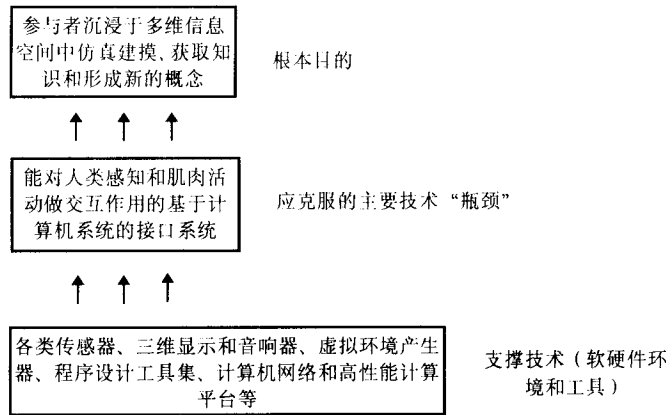 参与者沉浸于多维信息
空间中仿真建摸、获取知
识和形成新的概念
根本目的
能对人类感知和肌肉活
动做交互作用的基于计
算机系统的接口系统
应克服的主要技术“瓶颈”
各类传感器、三维显示和音响器、虚拟环境产生
器、程序设计工具集、计算机网络和高性能计算
平台等
支撑技术（软硬件环
境和工具）